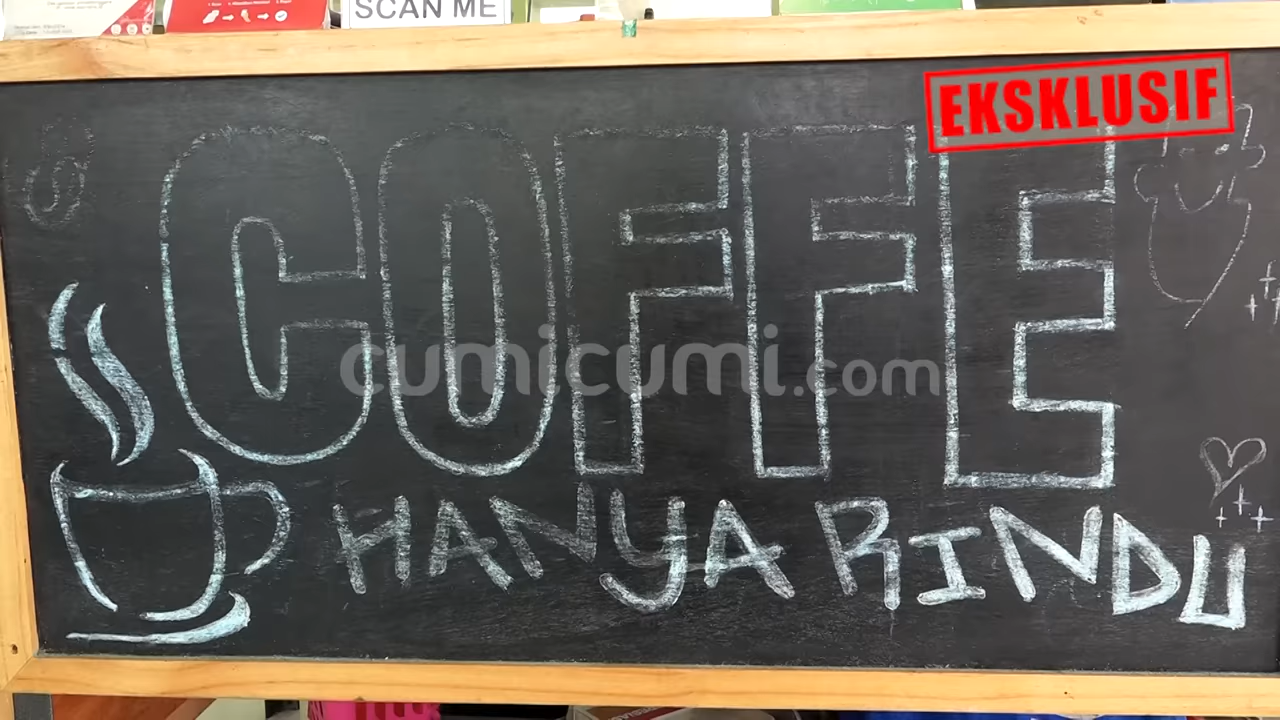 SCAN ME
EKSKLUSIF
COFFE
cumicumi.com
HANYA RINDU